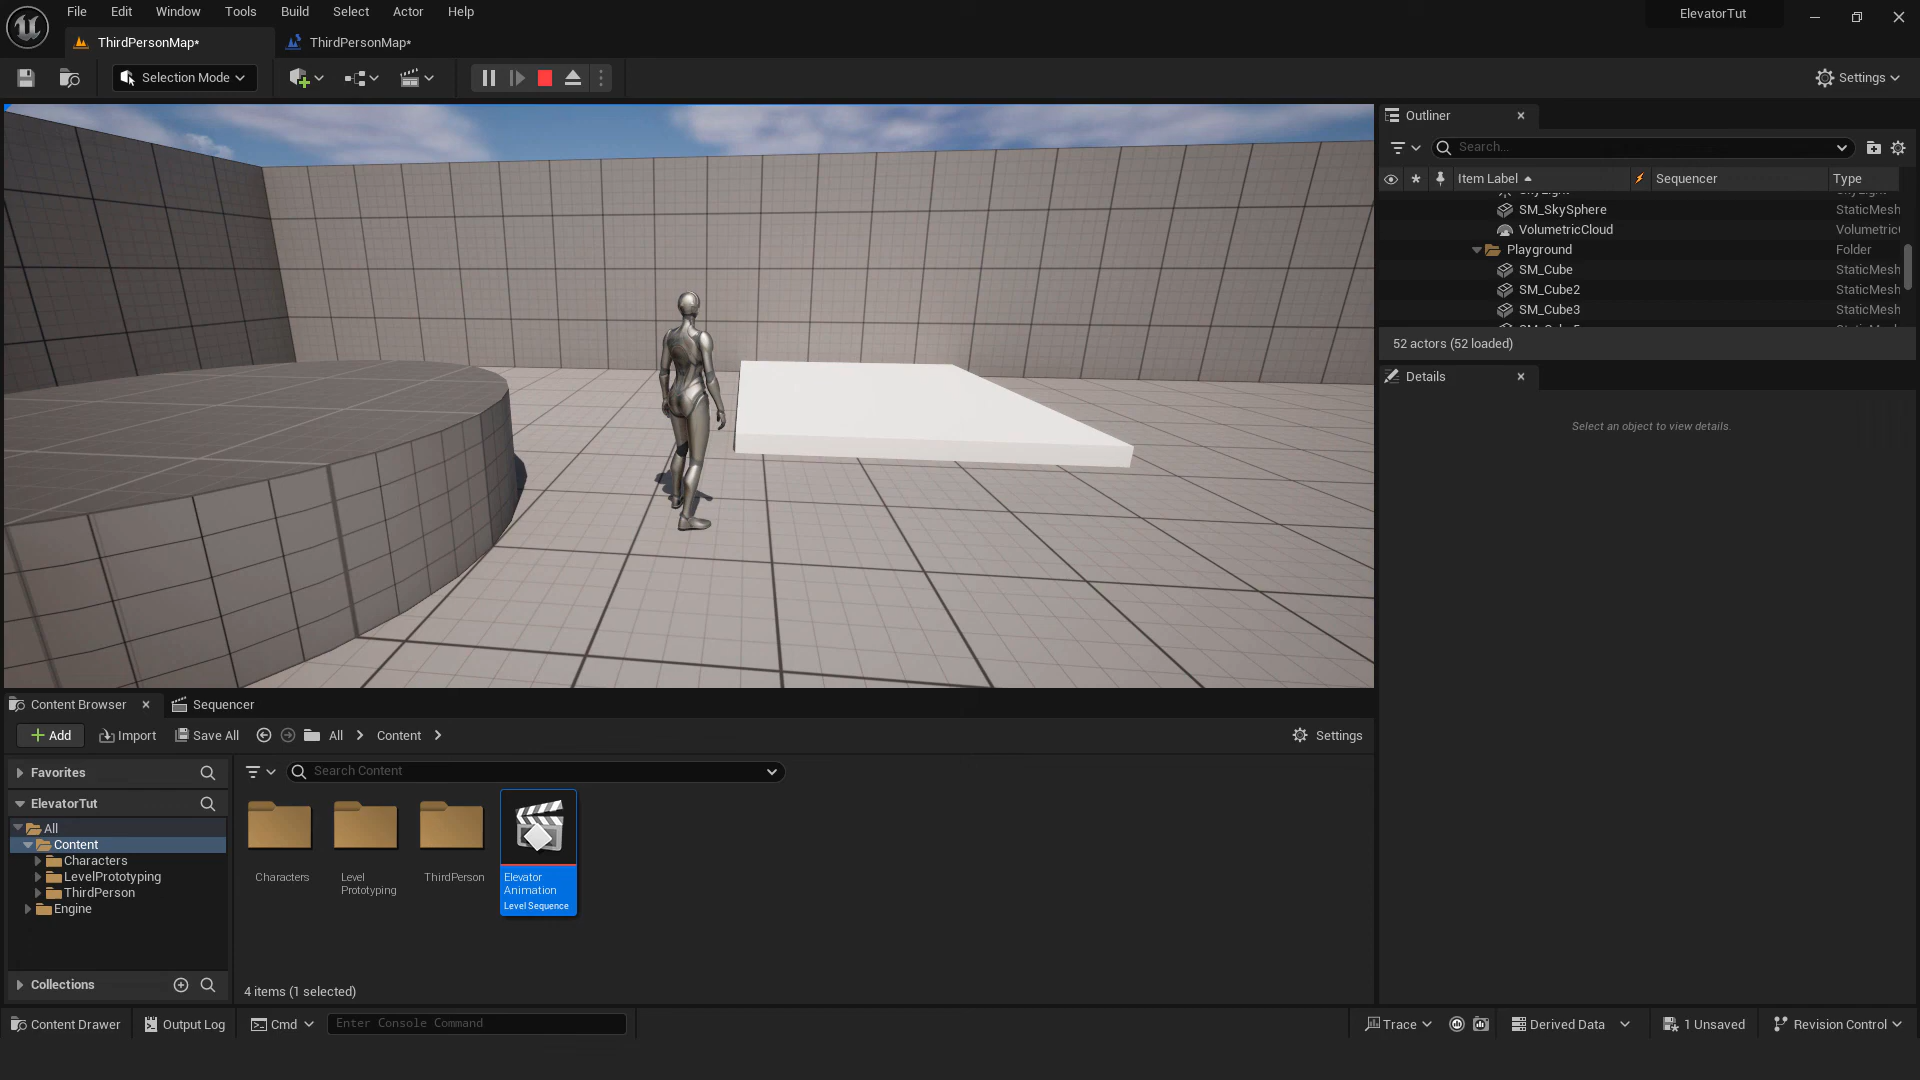 File Edit Window Tools Build Select Actor Help
ElevatorTut
ThirdPersonMap*
ThirdPersonMap*
Selection Mode
Settings
Outliner
Search...
Item Label
Sequencer
Type
SM_SkySphere
StaticMesh
VolumetricCloud
Volumetric
Playground
Folder
SM_Cube
StaticMesh
SM_Cube2
StaticMesh
SM_Cube3
StaticMesh
52 actors (52 loaded)
Details
Select an object to view details.
Content Browser
Sequencer
Add
Import
Save All
All
Content
Settings
Favorites
Search Content
ElevatorTut
All
Content
Characters
LevelPrototyping
ThirdPerson
Engine
Characters
Level
Prototyping
ThirdPerson
Elevator
Animation
Level Sequence
Collections
4 items (1 selected)
Content Drawer
Output Log
Cmd
Enter Console Command
Trace
Derived Data
1 Unsaved
Revision Control